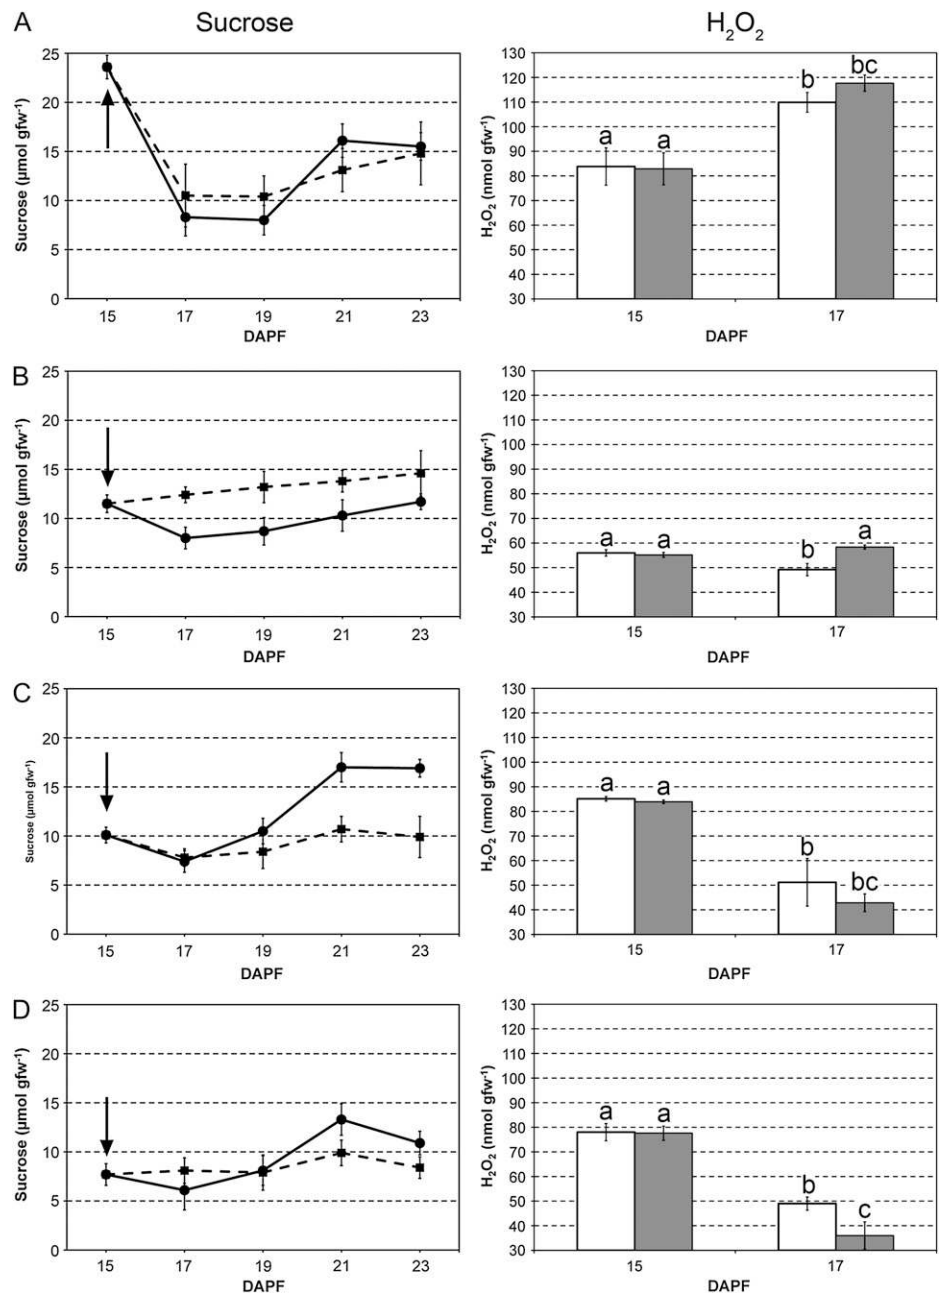 A Sucrose H₂O₂
25
20
15
10
5
0
Sucrose (µmol gfw⁻¹)
15 17 19 21 23
DAPF
130
120
110
100
90
80
70
60
50
40
30
H₂O₂ (nmol gfw⁻¹)
a a b bc
15 17
DAPF
B
25
20
15
10
5
0
Sucrose (µmol gfw⁻¹)
15 17 19 21 23
DAPF
130
120
110
100
90
80
70
60
50
40
30
H₂O₂ (nmol gfw⁻¹)
a a b a
15 17
DAPF
C
25
20
15
10
5
0
Sucrose (µmol gfw⁻¹)
15 17 19 21 23
DAPF
130
120
110
100
90
80
70
60
50
40
30
H₂O₂ (nmol gfw⁻¹)
a a b bc
15 17
DAPF
D
25
20
15
10
5
0
Sucrose (µmol gfw⁻¹)
15 17 19 21 23
DAPF
130
120
110
100
90
80
70
60
50
40
30
H₂O₂ (nmol gfw⁻¹)
a a b c
15 17
DAPF